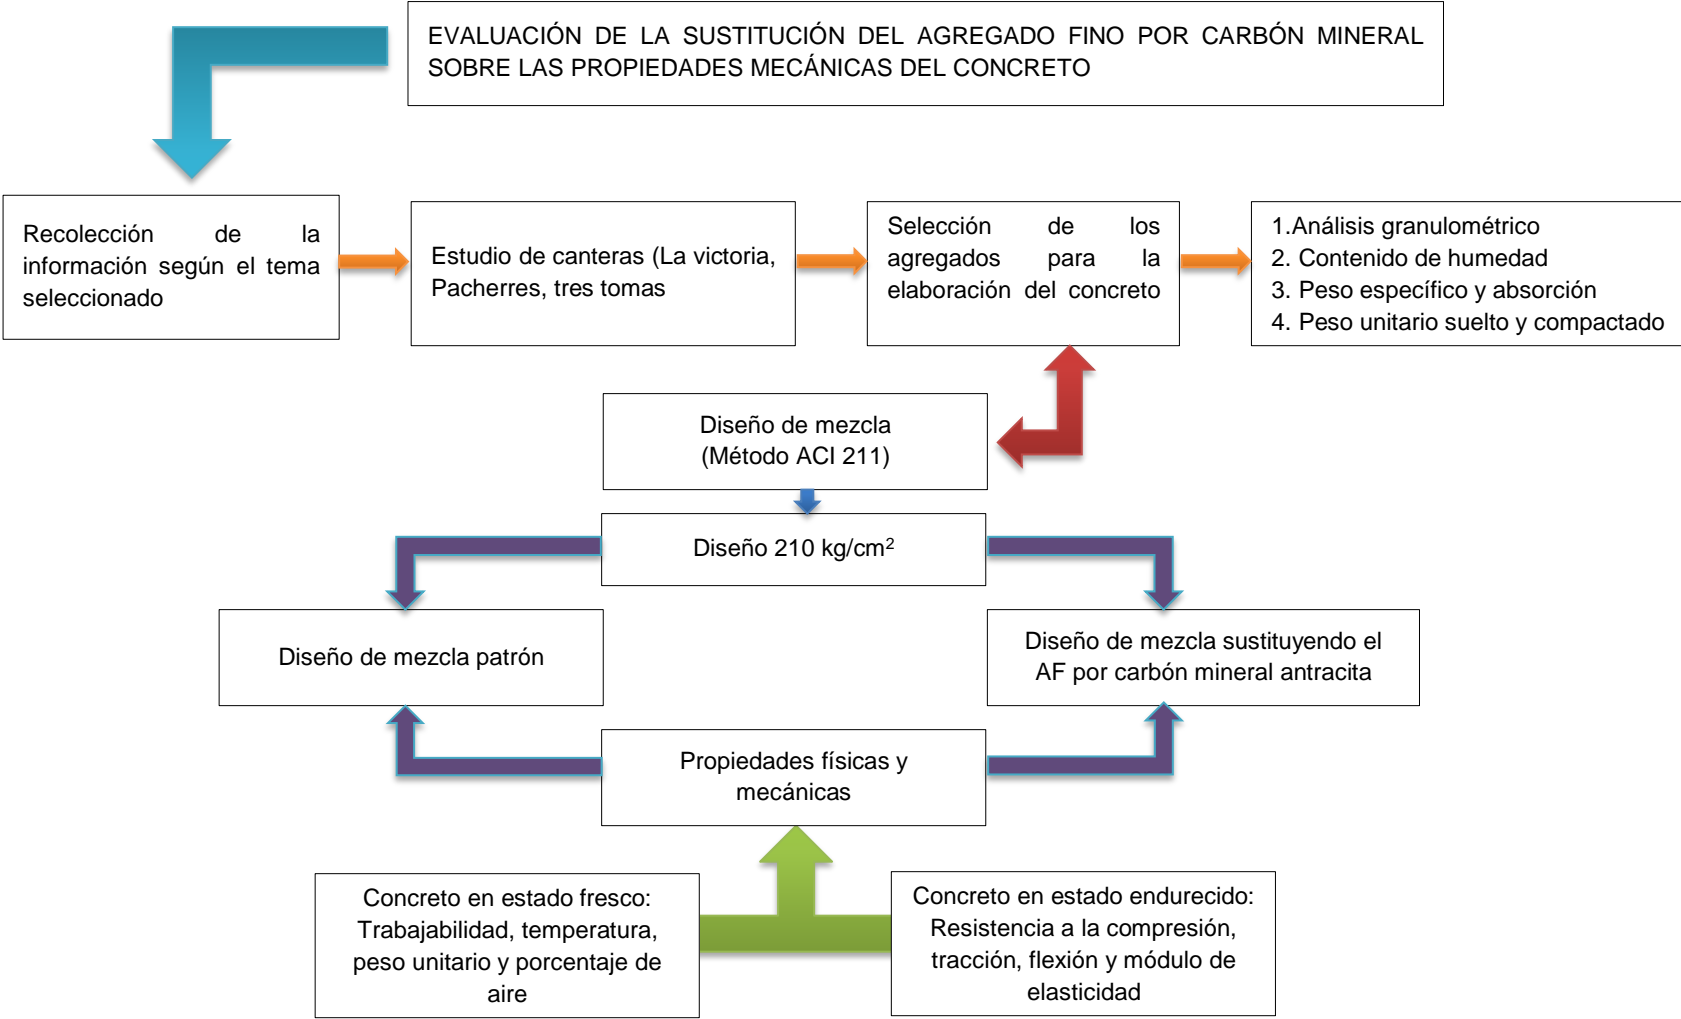 EVALUACIÓN DE LA SUSTITUCIÓN DEL AGREGADO FINO POR CARBÓN MINERAL
SOBRE LAS PROPIEDADES MECÁNICAS DEL CONCRETO
Recolección de la
información según el tema
seleccionado
Estudio de canteras (La victoria,
Pacherres, tres tomas
Selección de los
agregados para la
elaboración del concreto
1.Análisis granulométrico
2. Contenido de humedad
3. Peso específico y absorción
4. Peso unitario suelto y compactado
Diseño de mezcla
(Método ACI 211)
Diseño 210 kg/cm²
Diseño de mezcla patrón
Diseño de mezcla sustituyendo el
AF por carbón mineral antracita
Propiedades físicas y
mecánicas
Concreto en estado fresco:
Trabajabilidad, temperatura,
peso unitario y porcentaje de
aire
Concreto en estado endurecido:
Resistencia a la compresión,
tracción, flexión y módulo de
elasticidad